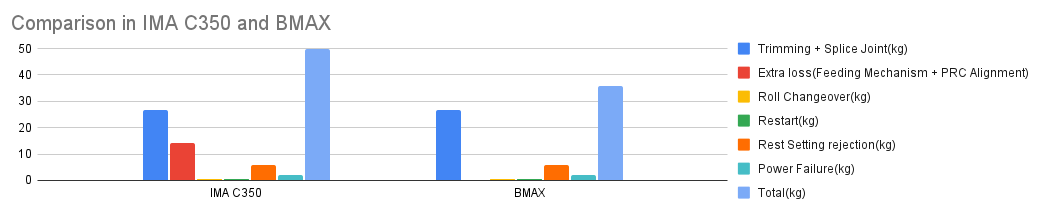 Comparison in IMA C350 and BMAX
50
40
30
20
10
0
IMA C350
BMAX
Trimming + Splice Joint(kg)
Extra loss(Feeding Mechanism + PRC Alignment)
Roll Changeover(kg)
Restart(kg)
Rest Setting rejection(kg)
Power Failure(kg)
Total(kg)